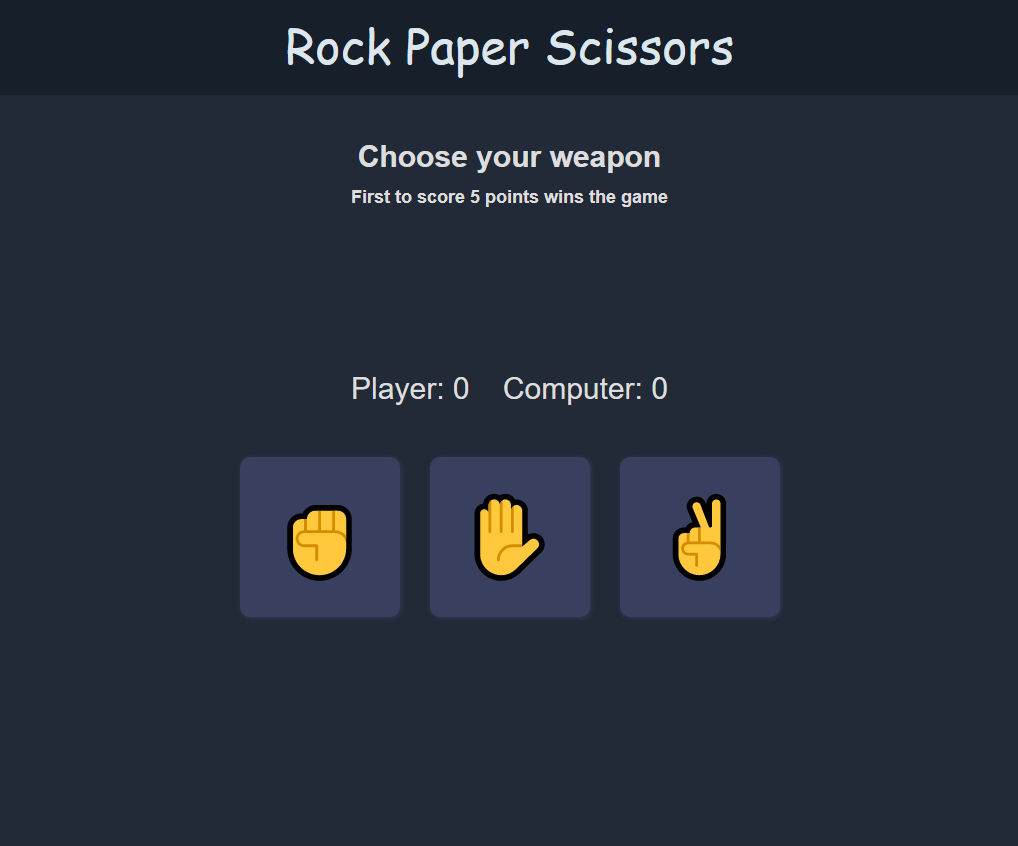 Rock Paper Scissors
Choose your weapon
First to score 5 points wins the game
Player: 0 Computer: 0